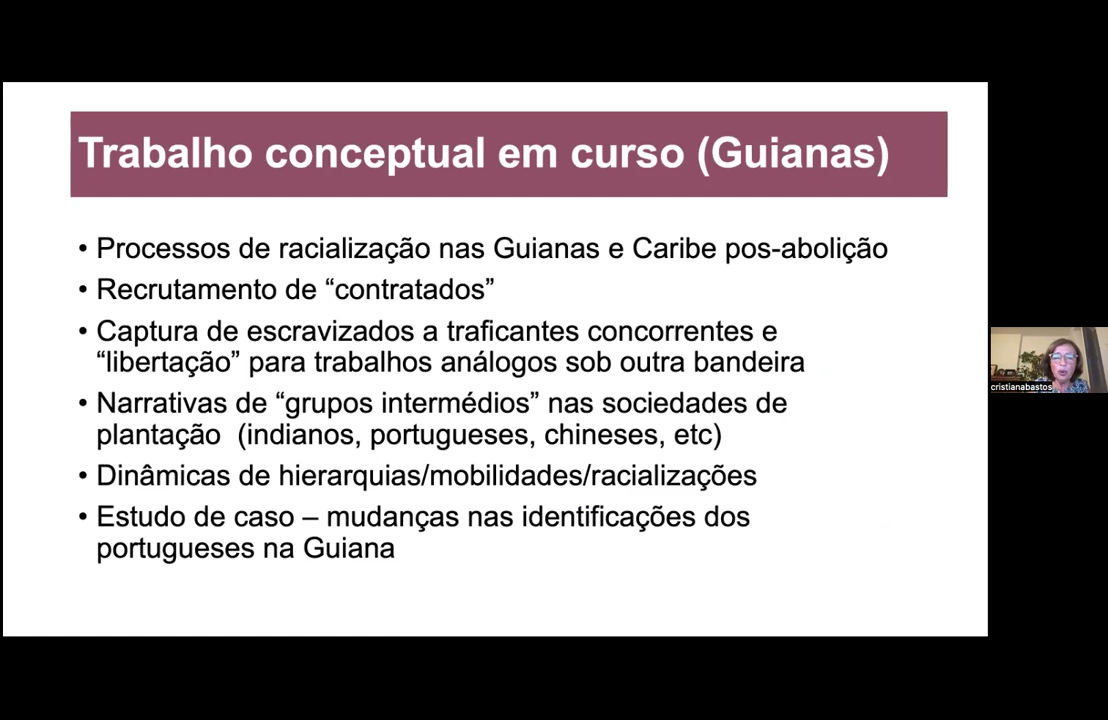 Trabalho conceptual em curso (Guianas)
• Processos de racialização nas Guianas e Caribe pos-abolição
• Recrutamento de “contratados”
• Captura de escravizados a traficantes concorrentes e
“libertação” para trabalhos análogos sob outra bandeira
• Narrativas de “grupos intermédios” nas sociedades de
plantação (indianos, portugueses, chineses, etc)
• Dinâmicas de hierarquias/mobilidades/racializações
• Estudo de caso – mudanças nas identificações dos
portugueses na Guiana
cristianabastos